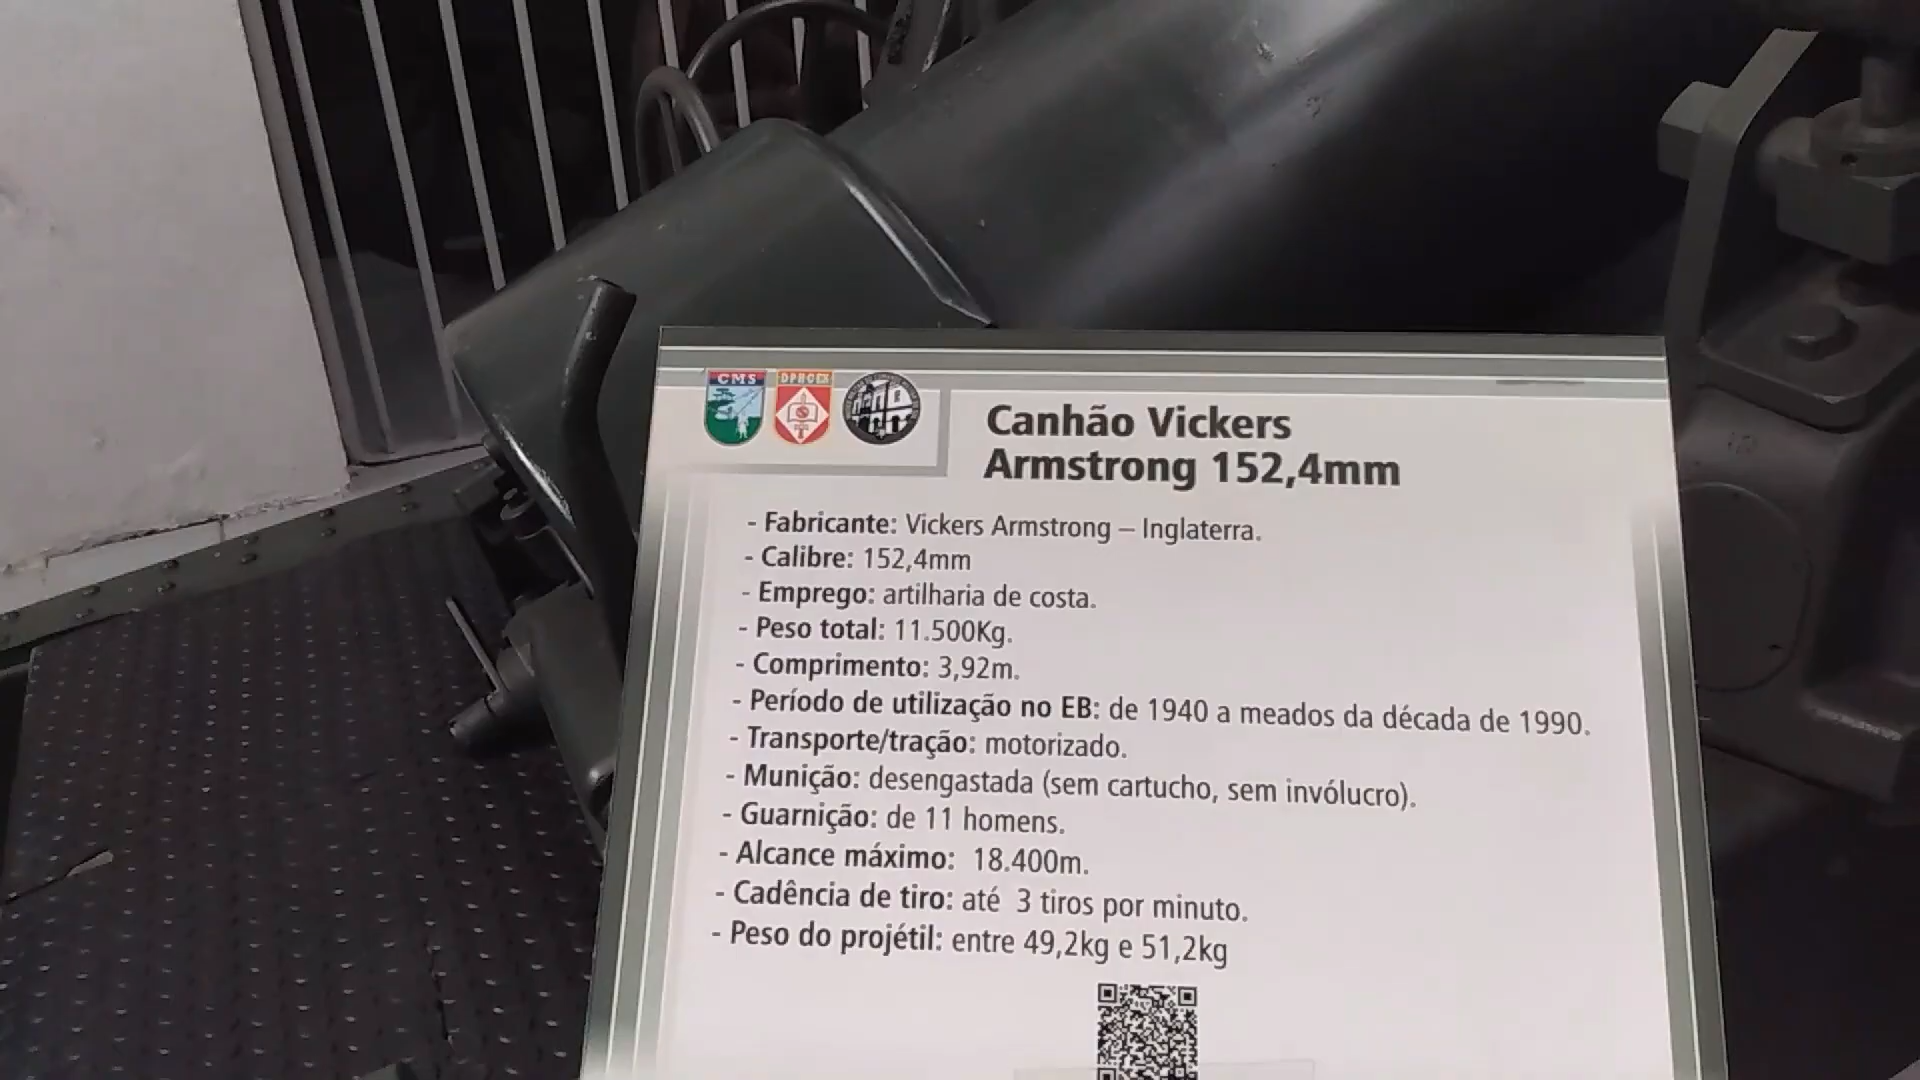 CMS
DPHCEx
Canhão Vickers
Armstrong 152,4mm
- Fabricante: Vickers Armstrong – Inglaterra.
- Calibre: 152,4mm
- Emprego: artilharia de costa.
- Peso total: 11.500Kg.
- Comprimento: 3,92m.
- Período de utilização no EB: de 1940 a meados da década de 1990.
- Transporte/tração: motorizado.
- Munição: desengastada (sem cartucho, sem invólucro).
- Guarnição: de 11 homens.
- Alcance máximo: 18.400m.
- Cadência de tiro: até 3 tiros por minuto.
- Peso do projétil: entre 49,2kg e 51,2kg